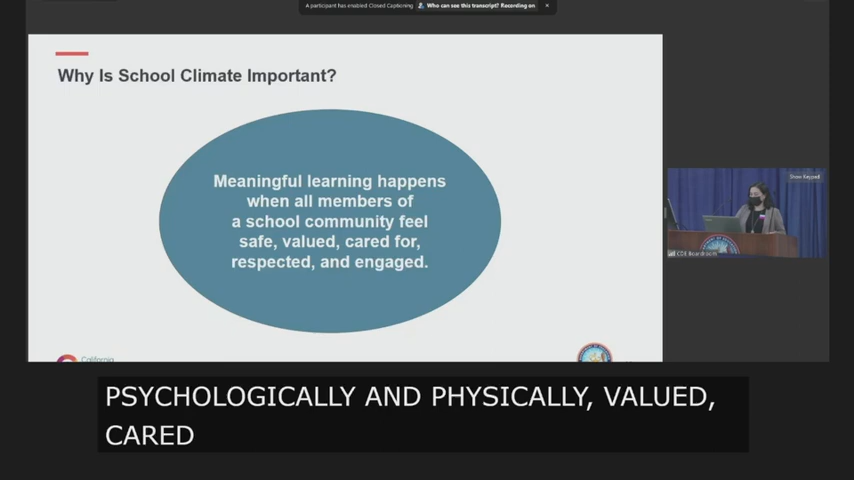 A participant has enabled Closed Captioning Who can see this transcript? Recording on
Why Is School Climate Important?
Meaningful learning happens
when all members of
a school community feel
safe, valued, cared for,
respected, and engaged.
CDE Boardroom
California
PSYCHOLOGICALLY AND PHYSICALLY, VALUED,
CARED